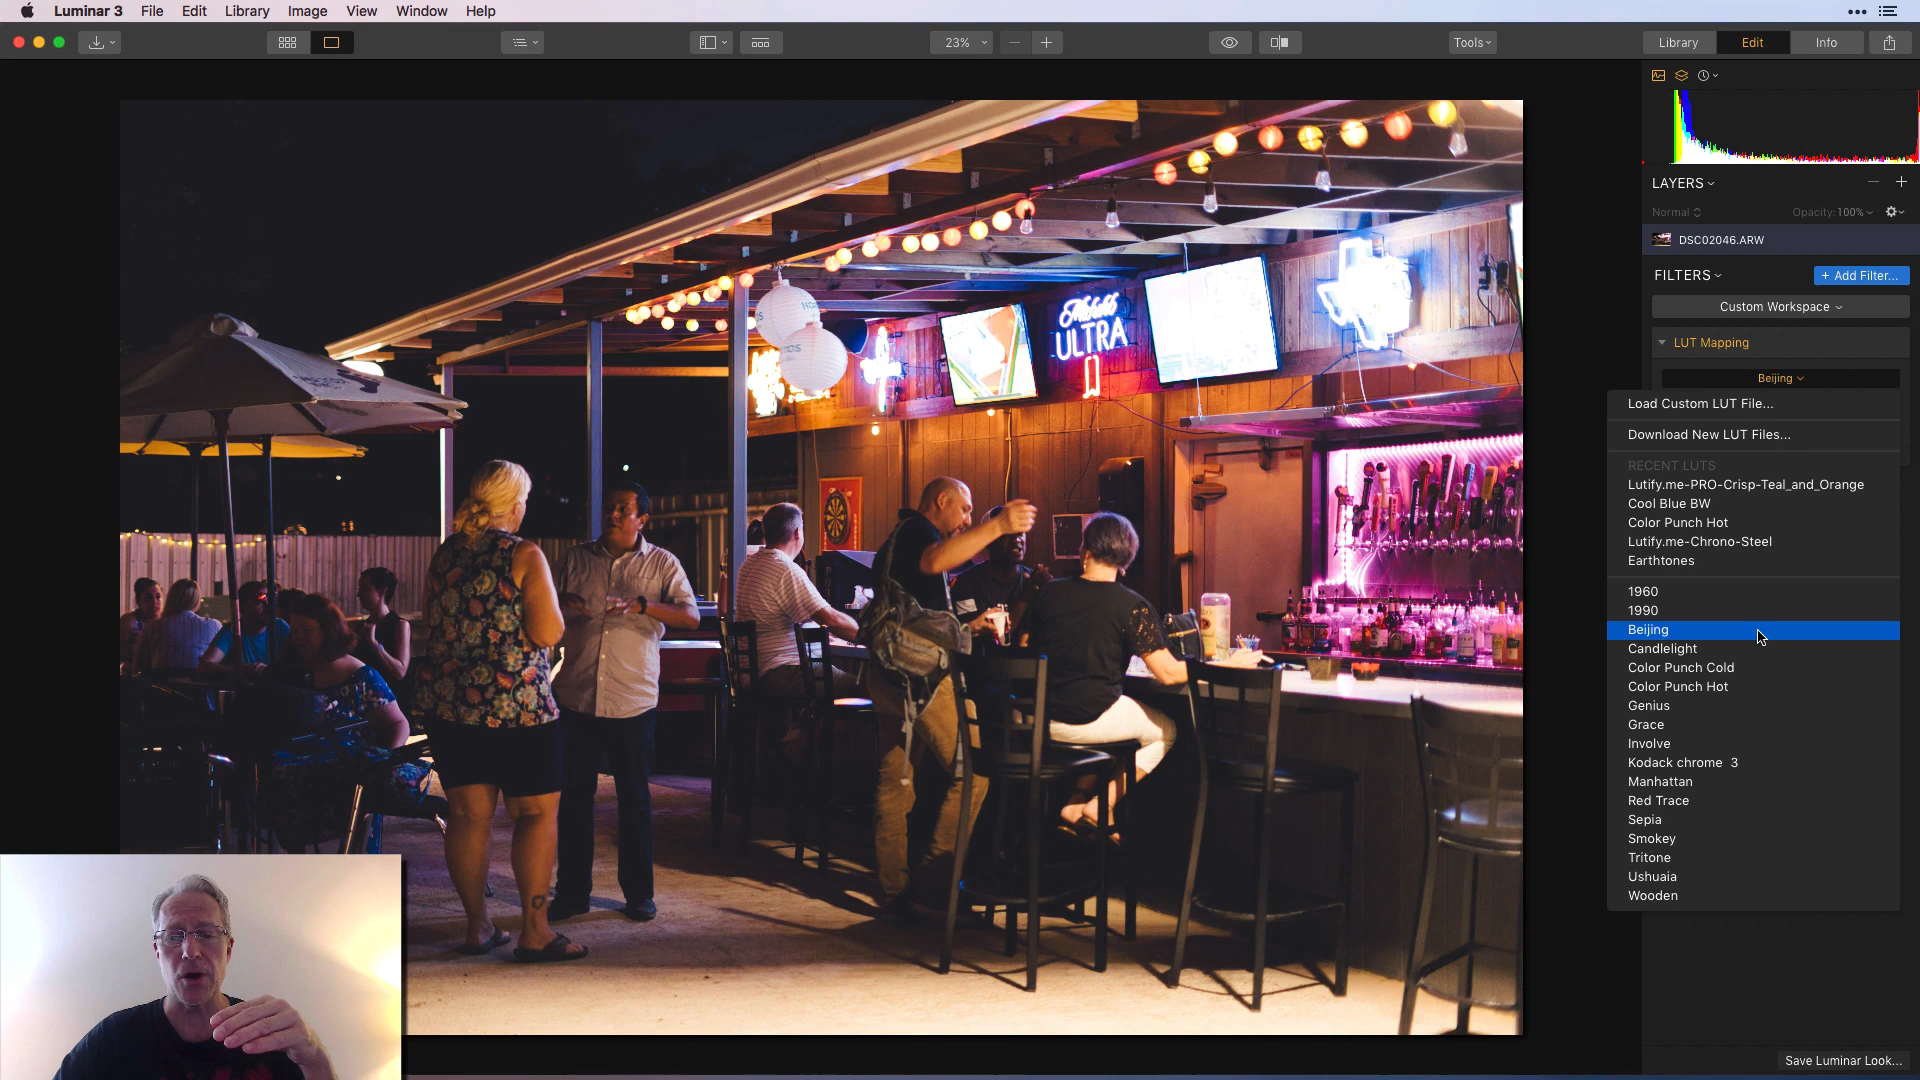 Luminar 3 File Edit Library Image View Window Help
23% Tools Library Edit Info
LAYERS
Normal Opacity: 100%
DSC02046.ARW
FILTERS + Add Filter...
Custom Workspace
LUT Mapping
Beijing
Load Custom LUT File...
Download New LUT Files...
RECENT LUTS
Lutify.me-PRO-Crisp-Teal_and_Orange
Cool Blue BW
Color Punch Hot
Lutify.me-Chrono-Steel
Earthtones
1960
1990
Beijing
Candlelight
Color Punch Cold
Color Punch Hot
Genius
Grace
Involve
Kodack chrome 3
Manhattan
Red Trace
Sepia
Smokey
Tritone
Ushuaia
Wooden
Save Luminar Look...
ULTRA